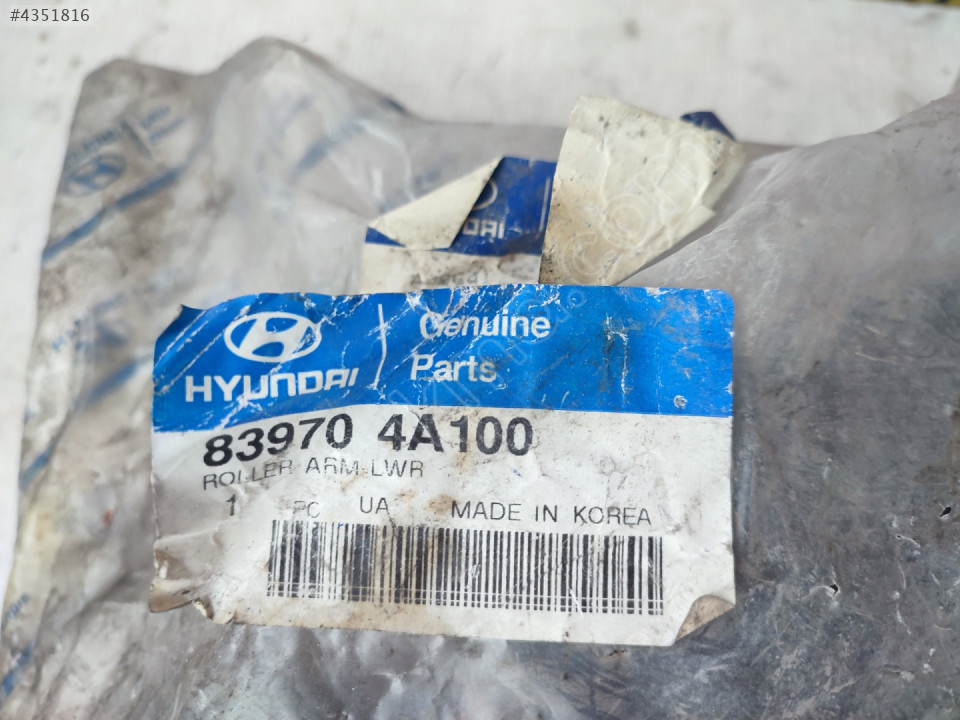 #4351816
HYUNDAI
Genuine
Parts
83970 4A100
ROLLER ARM-LWR
1 PC UA MADE IN KOREA